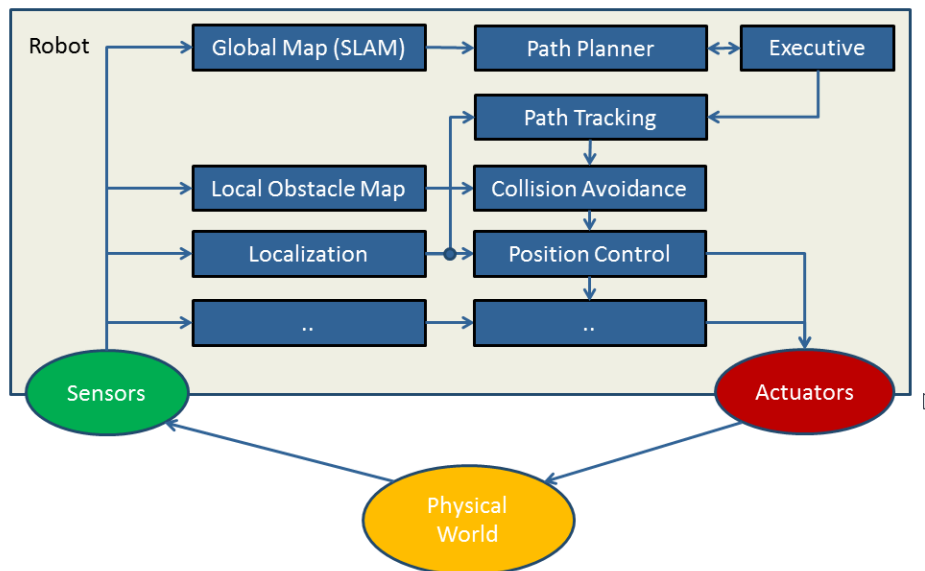 Robot
Global Map (SLAM)
Path Planner
Executive
Path Tracking
Local Obstacle Map
Collision Avoidance
Localization
Position Control
..
..
Sensors
Actuators
Physical
World